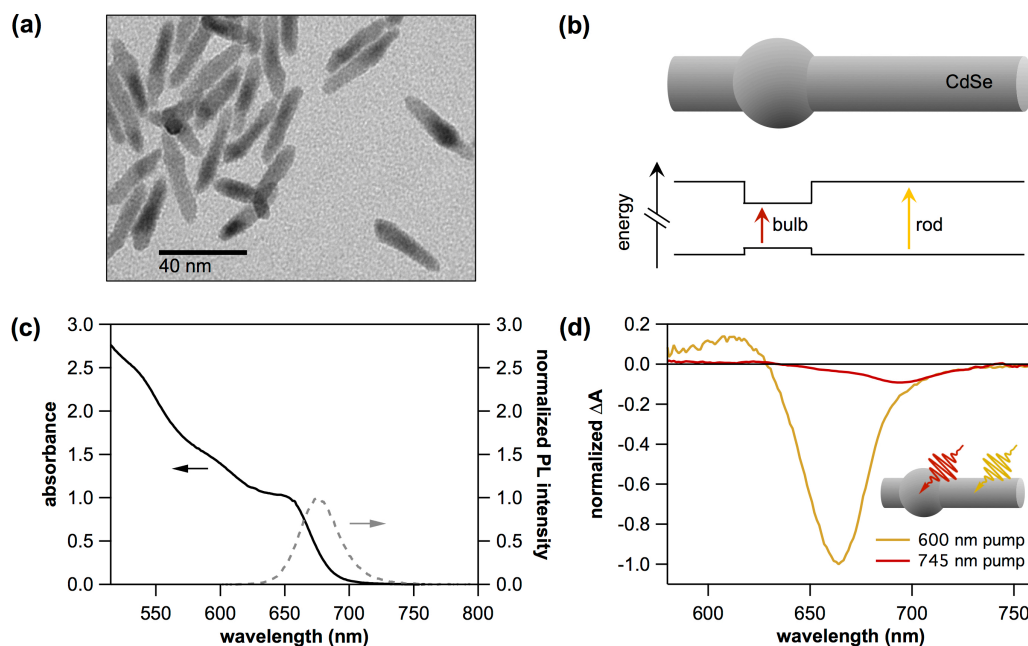 (a)
40 nm
(b)
CdSe
energy
bulb
rod
(c)
3.0
2.5
2.0
1.5
1.0
0.5
0.0
absorbance
3.0
2.5
2.0
1.5
1.0
0.5
0.0
normalized PL intensity
550 600 650 700 750 800
wavelength (nm)
(d)
0.2
0.0
-0.2
-0.4
-0.6
-0.8
-1.0
normalized ΔA
600 nm pump
745 nm pump
600 650 700 750
wavelength (nm)